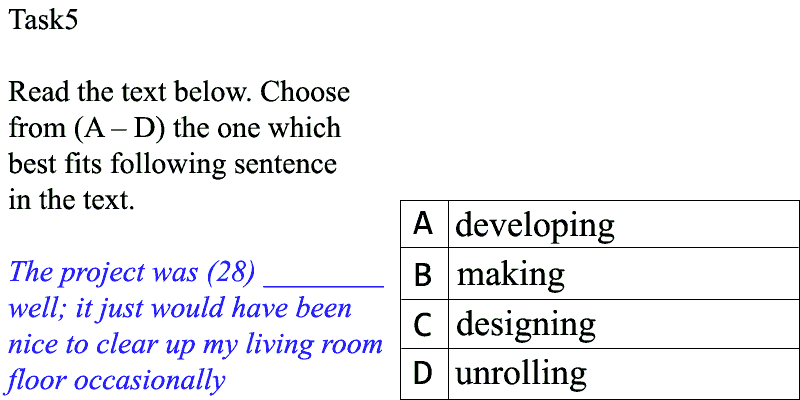 Task5
Read the text below. Choose
from (A – D) the one which
best fits following sentence
in the text.
The project was (28) ________
well; it just would have been
nice to clear up my living room
floor occasionally
A developing
B making
C designing
D unrolling